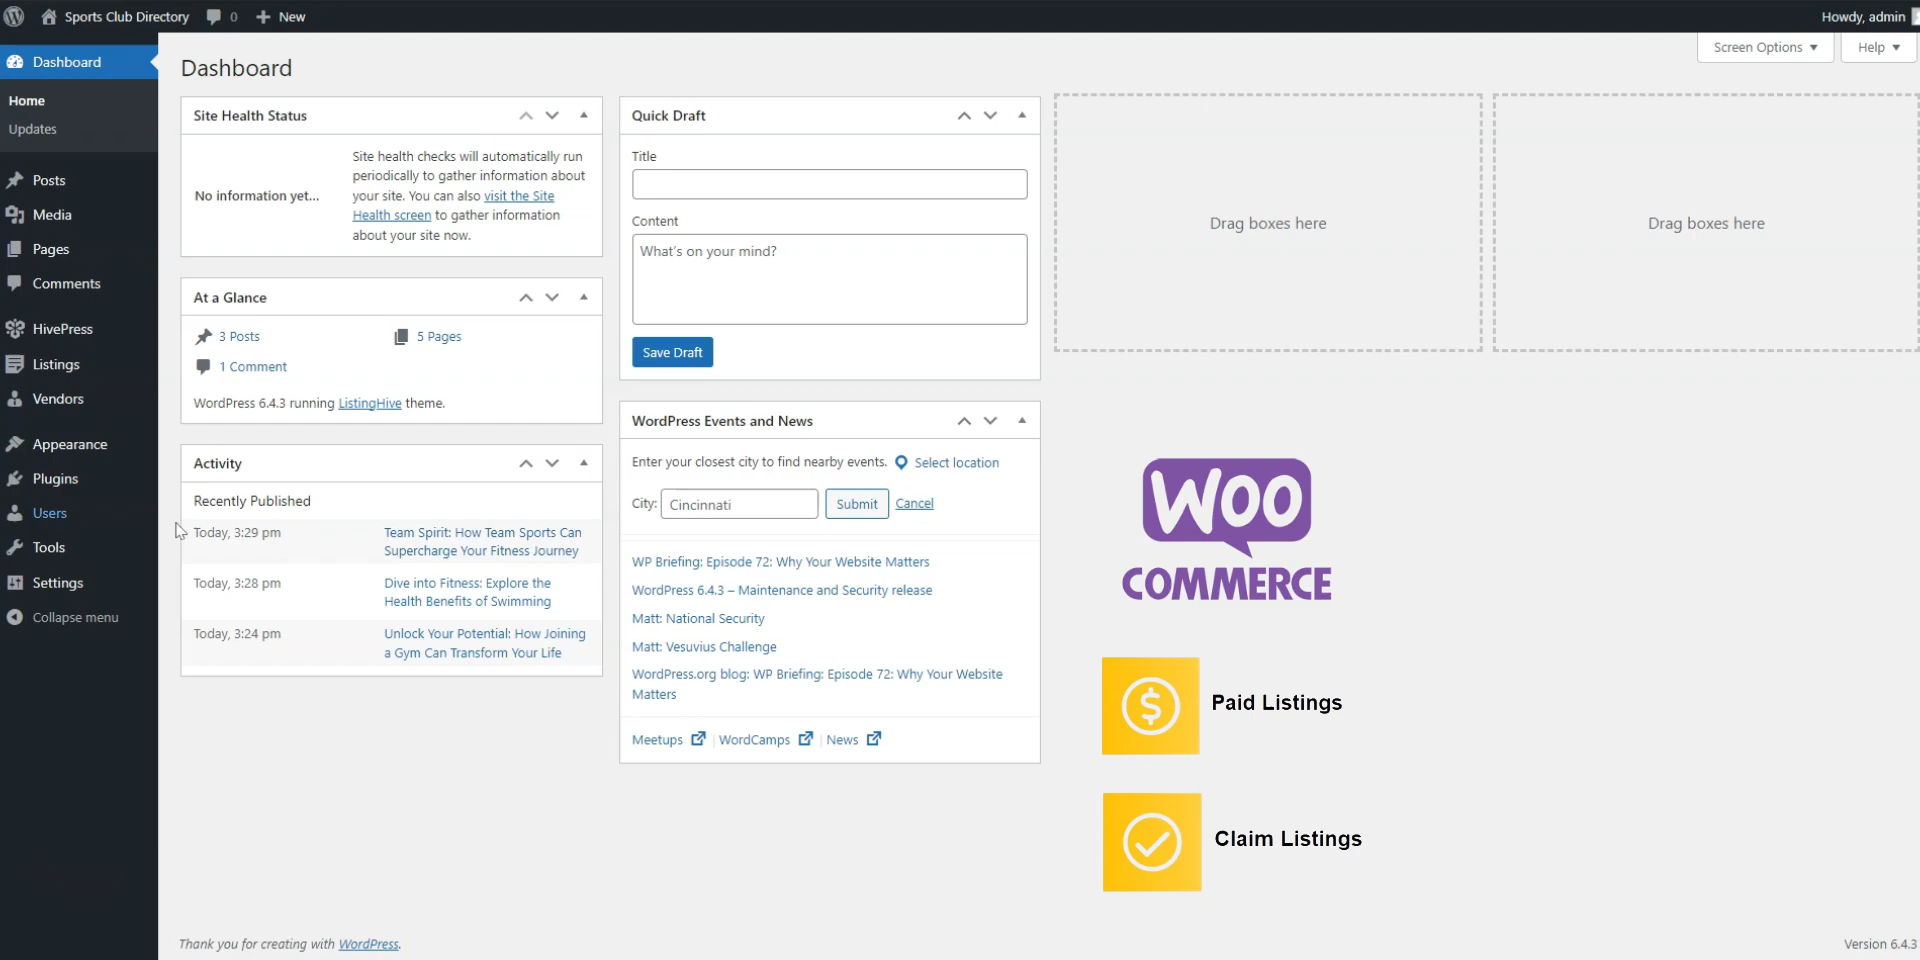 Sports Club Directory 0 New Howdy, admin
Dashboard
Home
Updates
Posts
Media
Pages
Comments
HivePress
Listings
Vendors
Appearance
Plugins
Users
Tools
Settings
Collapse menu
Screen Options Help
Dashboard
Site Health Status
No information yet...
Site health checks will automatically run
periodically to gather information about
your site. You can also visit the Site
Health screen to gather information
about your site now.
At a Glance
3 Posts 5 Pages
1 Comment
WordPress 6.4.3 running ListingHive theme.
Activity
Recently Published
Today, 3:29 pm Team Spirit: How Team Sports Can
Supercharge Your Fitness Journey
Today, 3:28 pm Dive into Fitness: Explore the
Health Benefits of Swimming
Today, 3:24 pm Unlock Your Potential: How Joining
a Gym Can Transform Your Life
Quick Draft
Title
Content
What's on your mind?
Save Draft
WordPress Events and News
Enter your closest city to find nearby events. Select location
City: Cincinnati Submit Cancel
WP Briefing: Episode 72: Why Your Website Matters
WordPress 6.4.3 – Maintenance and Security release
Matt: National Security
Matt: Vesuvius Challenge
WordPress.org blog: WP Briefing: Episode 72: Why Your Website
Matters
Meetups | WordCamps | News
Drag boxes here
Drag boxes here
WOO
COMMERCE
$ Paid Listings
Claim Listings
Thank you for creating with WordPress.
Version 6.4.3